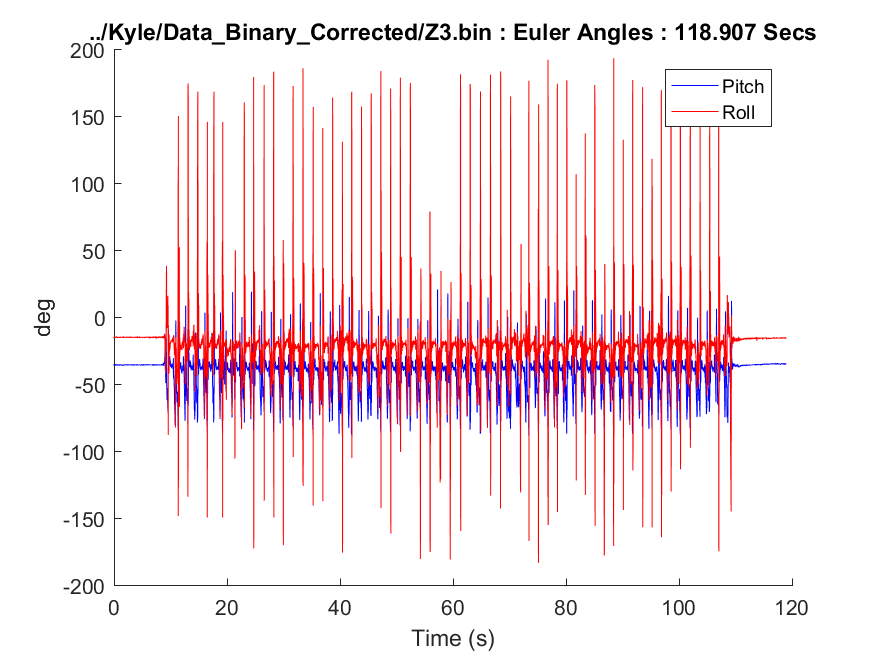 ../Kyle/Data_Binary_Corrected/Z3.bin : Euler Angles : 118.907 Secs
200
150
100
50
0
-50
-100
-150
-200
deg
0 20 40 60 80 100 120
Time (s)
Pitch
Roll